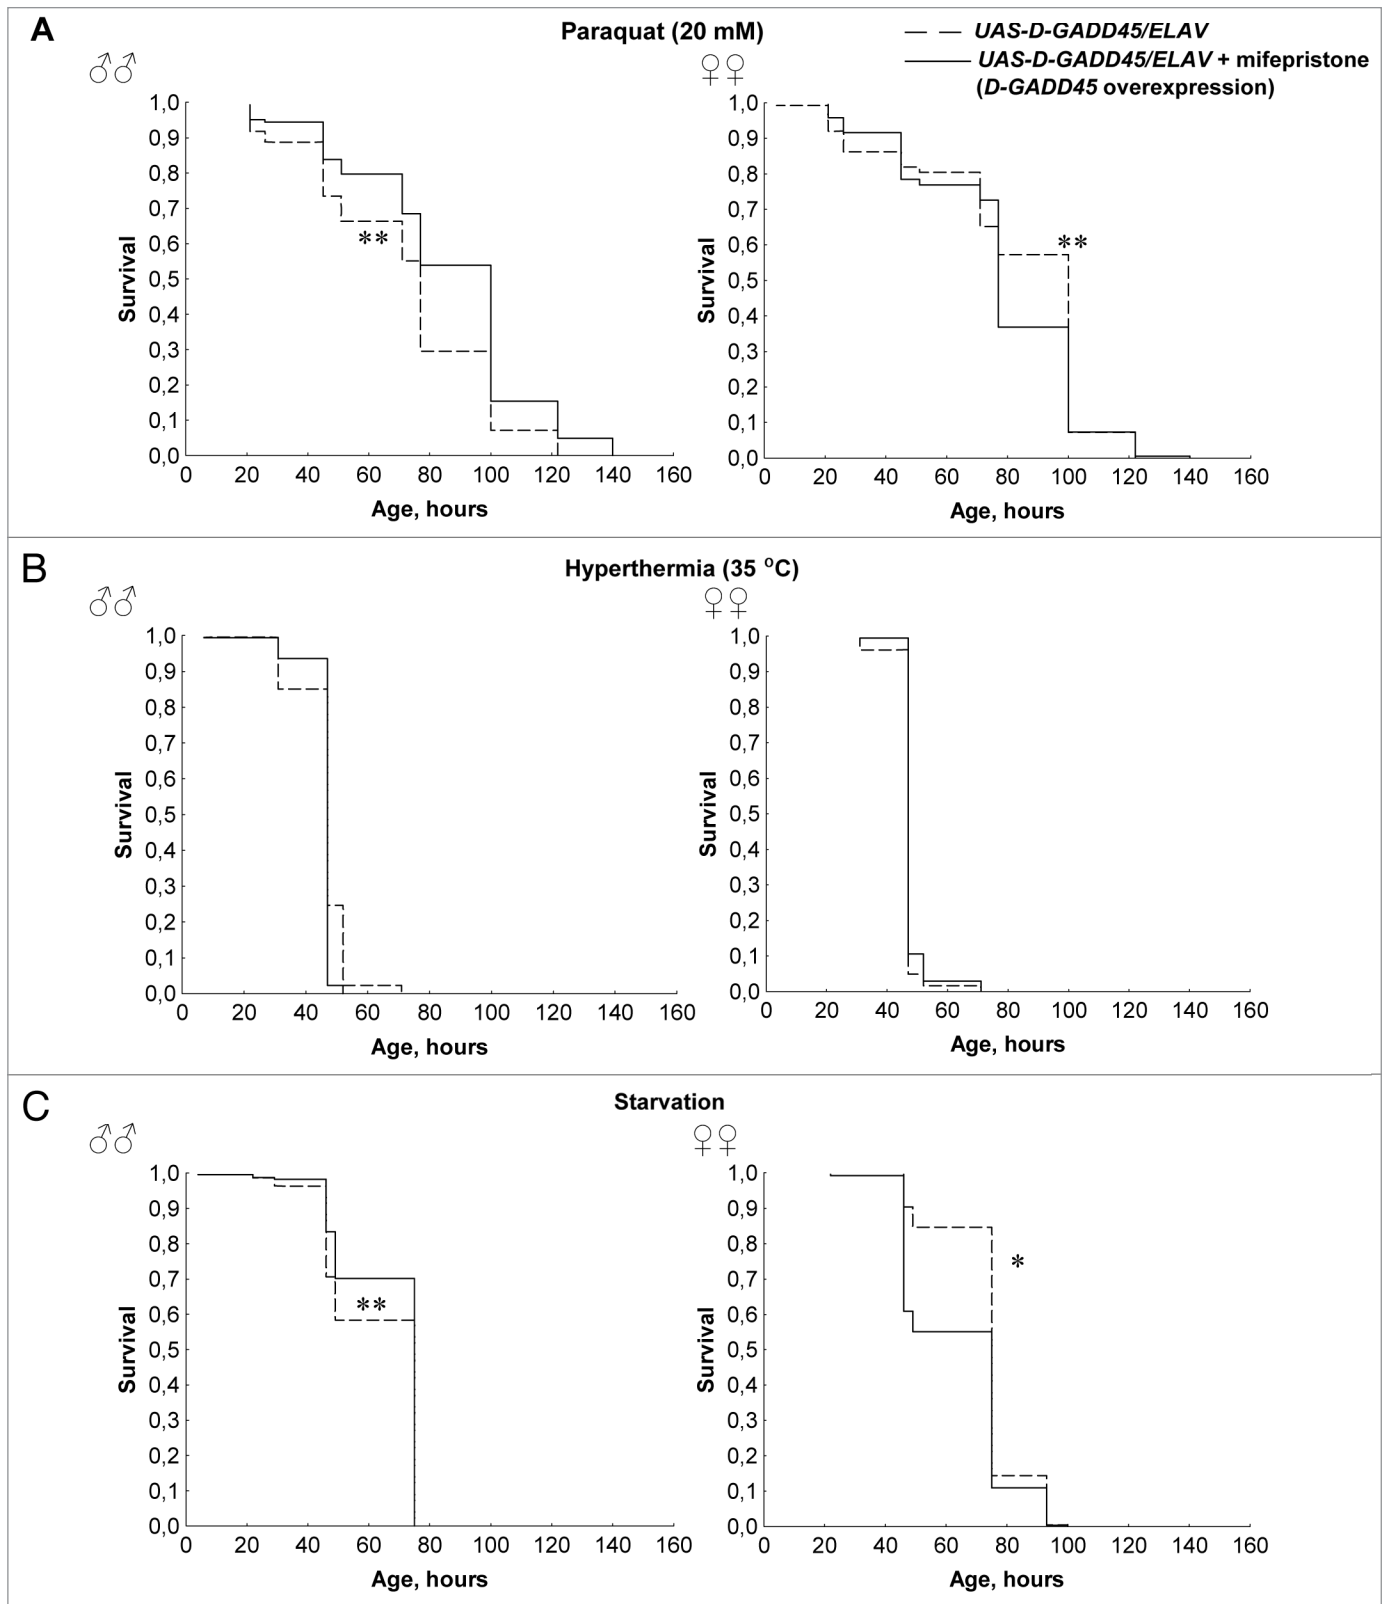 A
Paraquat (20 mM)
UAS-D-GADD45/ELAV
UAS-D-GADD45/ELAV + mifepristone
(D-GADD45 overexpression)
♂♂
♀♀
1,0
0,9
0,8
0,7
0,6
0,5
0,4
0,3
0,2
0,1
0,0
Survival
**
0 20 40 60 80 100 120 140 160
Age, hours
1,0
0,9
0,8
0,7
0,6
0,5
0,4
0,3
0,2
0,1
0,0
Survival
**
0 20 40 60 80 100 120 140 160
Age, hours
B
Hyperthermia (35 °C)
♂♂
♀♀
1,0
0,9
0,8
0,7
0,6
0,5
0,4
0,3
0,2
0,1
0,0
Survival
0 20 40 60 80 100 120 140 160
Age, hours
1,0
0,9
0,8
0,7
0,6
0,5
0,4
0,3
0,2
0,1
0,0
Survival
0 20 40 60 80 100 120 140 160
Age, hours
C
Starvation
♂♂
♀♀
1,0
0,9
0,8
0,7
0,6
0,5
0,4
0,3
0,2
0,1
0,0
Survival
**
0 20 40 60 80 100 120 140 160
Age, hours
1,0
0,9
0,8
0,7
0,6
0,5
0,4
0,3
0,2
0,1
0,0
Survival
*
0 20 40 60 80 100 120 140 160
Age, hours